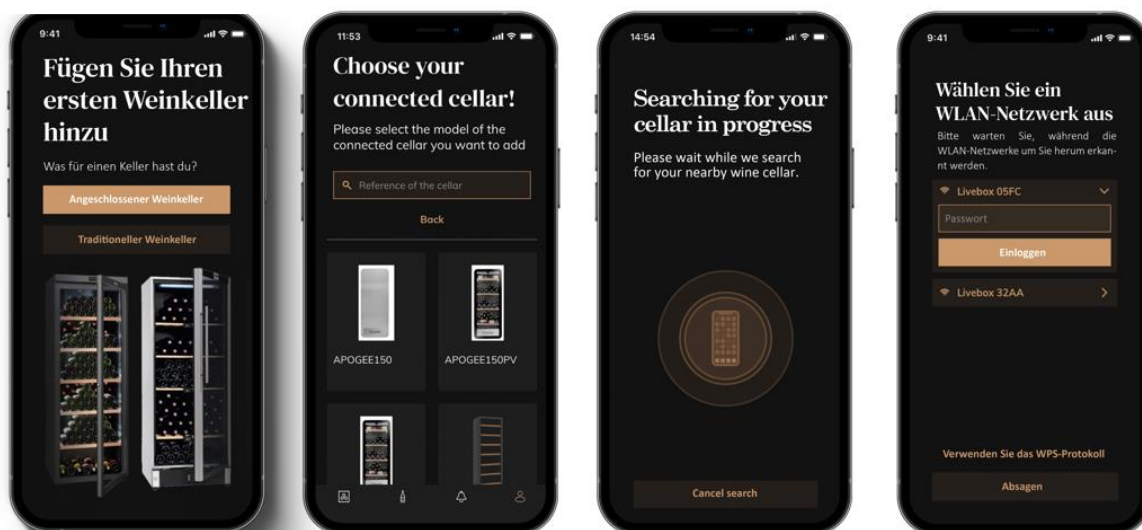 9:41
Fügen Sie Ihren
ersten Weinkeller
hinzu
Was für einen Keller hast du?
Angeschlossener Weinkeller
Traditioneller Weinkeller
11:53
Choose your
connected cellar!
Please select the model of the
connected cellar you want to add
Reference of the cellar
Back
APOGEE150
APOGEE150PV
14:54
Searching for your
cellar in progress
Please wait while we search
for your nearby wine cellar.
Cancel search
9:41
Wählen Sie ein
WLAN-Netzwerk aus
Bitte warten Sie, während die
WLAN-Netzwerke um Sie herum erkan-
nt werden.
Livebox 05FC
Passwort
Einloggen
Livebox 32AA
Verwenden Sie das WPS-Protokoll
Absagen